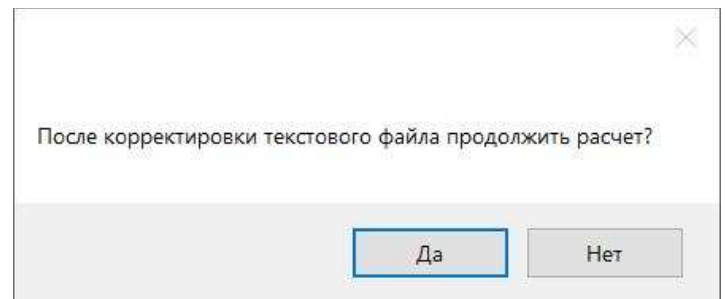 После корректировки текстового файла продолжить расчет?
Да
Нет